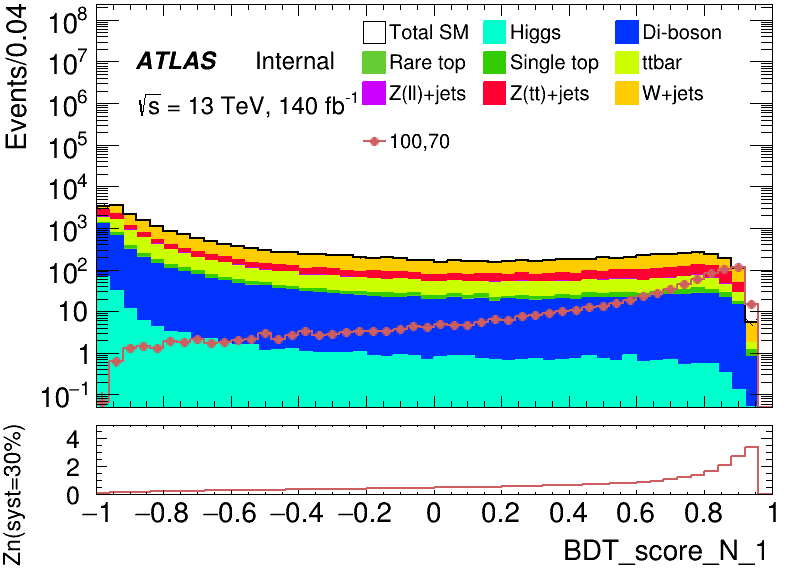 Events/0.04
10^8
10^7
10^6
10^5
10^4
10^3
10^2
10
1
10^−1
ATLAS Internal
√s = 13 TeV, 140 fb^-1
Total SM Higgs Di-boson
Rare top Single top ttbar
Z(ll)+jets Z(tt)+jets W+jets
100,70
Zn(syst=30%)
4
2
0
−1 −0.8 −0.6 −0.4 −0.2 0 0.2 0.4 0.6 0.8 1
BDT_score_N_1